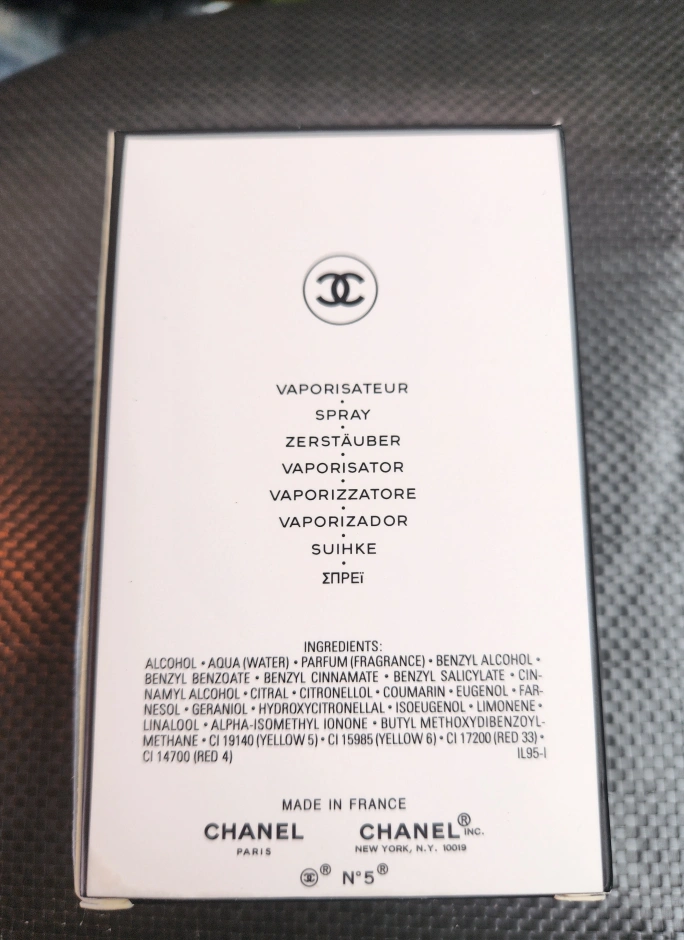 VAPORISATEUR
•
SPRAY
•
ZERSTÄUBER
•
VAPORISATOR
•
VAPORIZZATORE
•
VAPORIZADOR
•
SUIHKE
•
ΣΠΡΕϊ
INGREDIENTS:
ALCOHOL • AQUA (WATER) • PARFUM (FRAGRANCE) • BENZYL ALCOHOL •
BENZYL BENZOATE • BENZYL CINNAMATE • BENZYL SALICYLATE • CIN-
NAMYL ALCOHOL • CITRAL • CITRONELLOL • COUMARIN • EUGENOL • FAR-
NESOL • GERANIOL • HYDROXYCITRONELLAL • ISOEUGENOL • LIMONENE •
LINALOOL • ALPHA-ISOMETHYL IONONE • BUTYL METHOXYDIBENZOYL-
METHANE • CI 19140 (YELLOW 5) • CI 15985 (YELLOW 6) • CI 17200 (RED 33) •
CI 14700 (RED 4) IL95-I
MADE IN FRANCE
CHANEL CHANEL® INC.
PARIS NEW YORK, N.Y. 10019
® N°5®